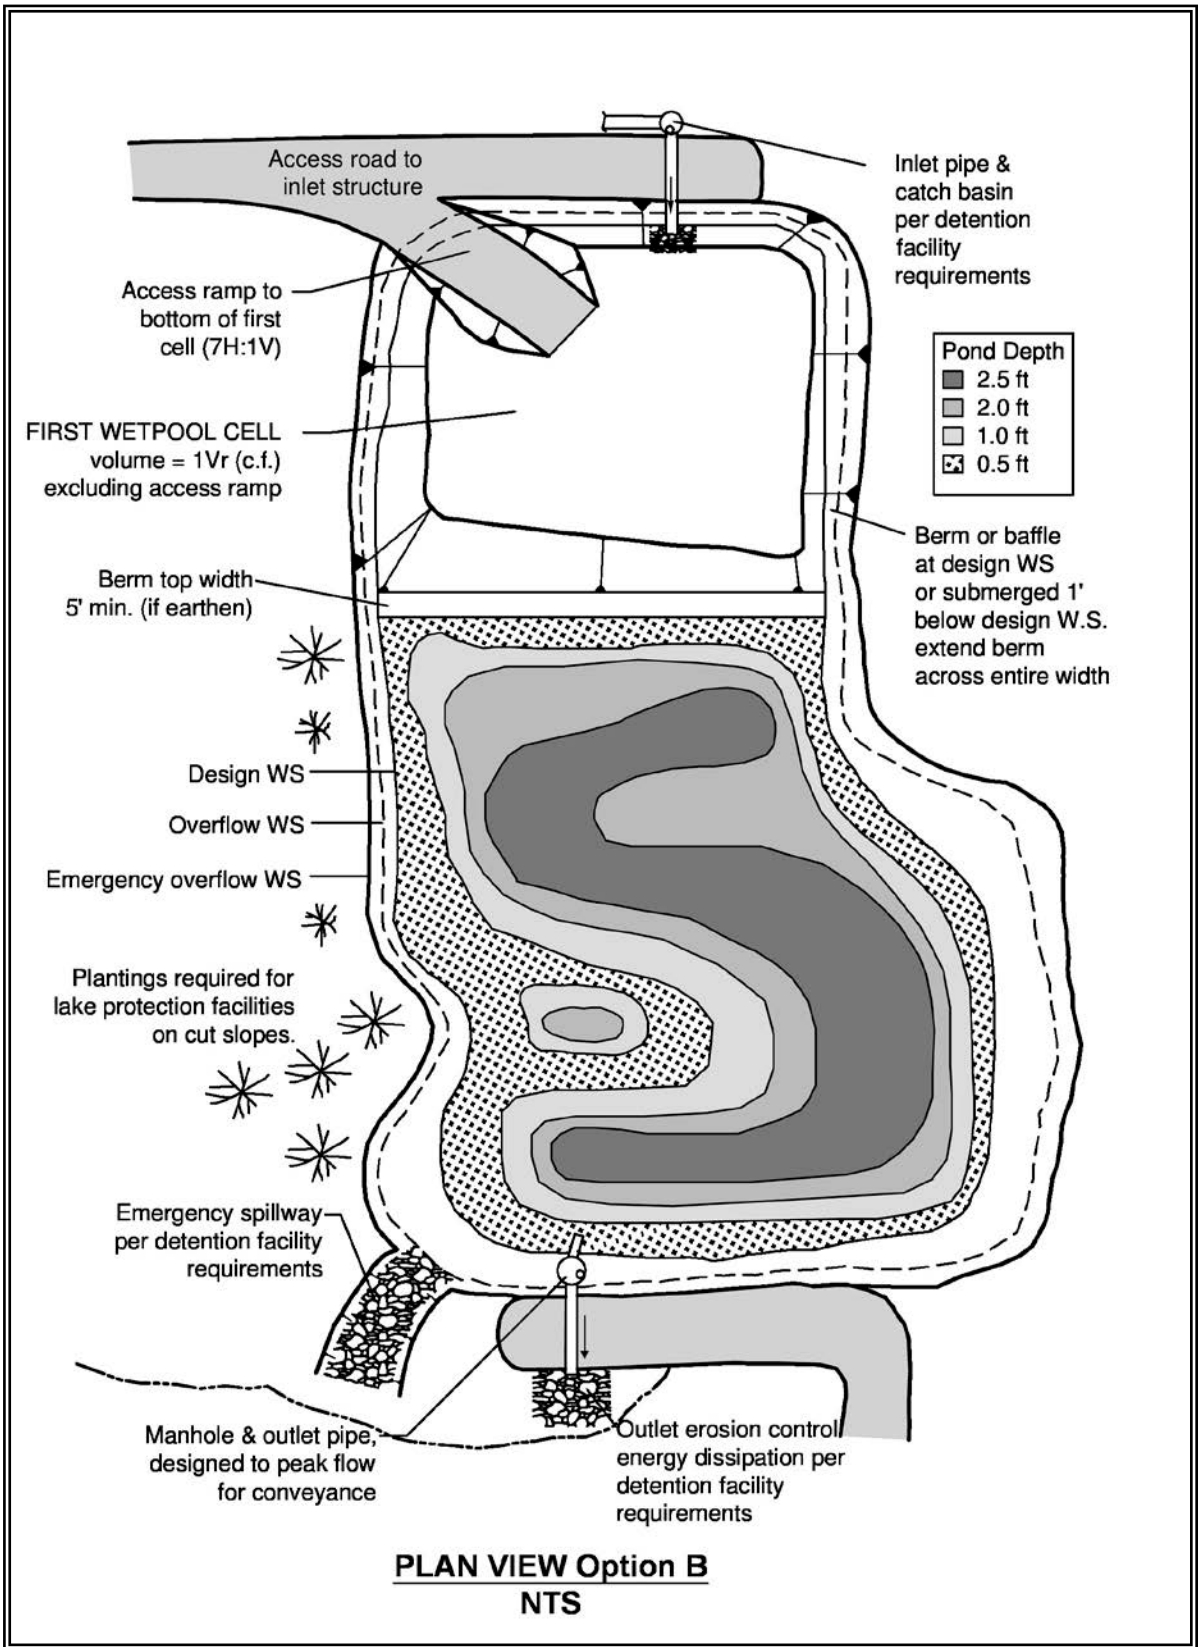 Access road to
inlet structure
Inlet pipe &
catch basin
per detention
facility
requirements
Access ramp to
bottom of first
cell (7H:1V)
Pond Depth
2.5 ft
2.0 ft
1.0 ft
0.5 ft
FIRST WETPOOL CELL
volume = 1Vr (c.f.)
excluding access ramp
Berm or baffle
at design WS
or submerged 1'
below design W.S.
extend berm
across entire width
Berm top width
5' min. (if earthen)
Design WS
Overflow WS
Emergency overflow WS
Plantings required for
lake protection facilities
on cut slopes.
Emergency spillway
per detention facility
requirements
Manhole & outlet pipe,
designed to peak flow
for conveyance
Outlet erosion control/
energy dissipation per
detention facility
requirements
PLAN VIEW Option B
NTS